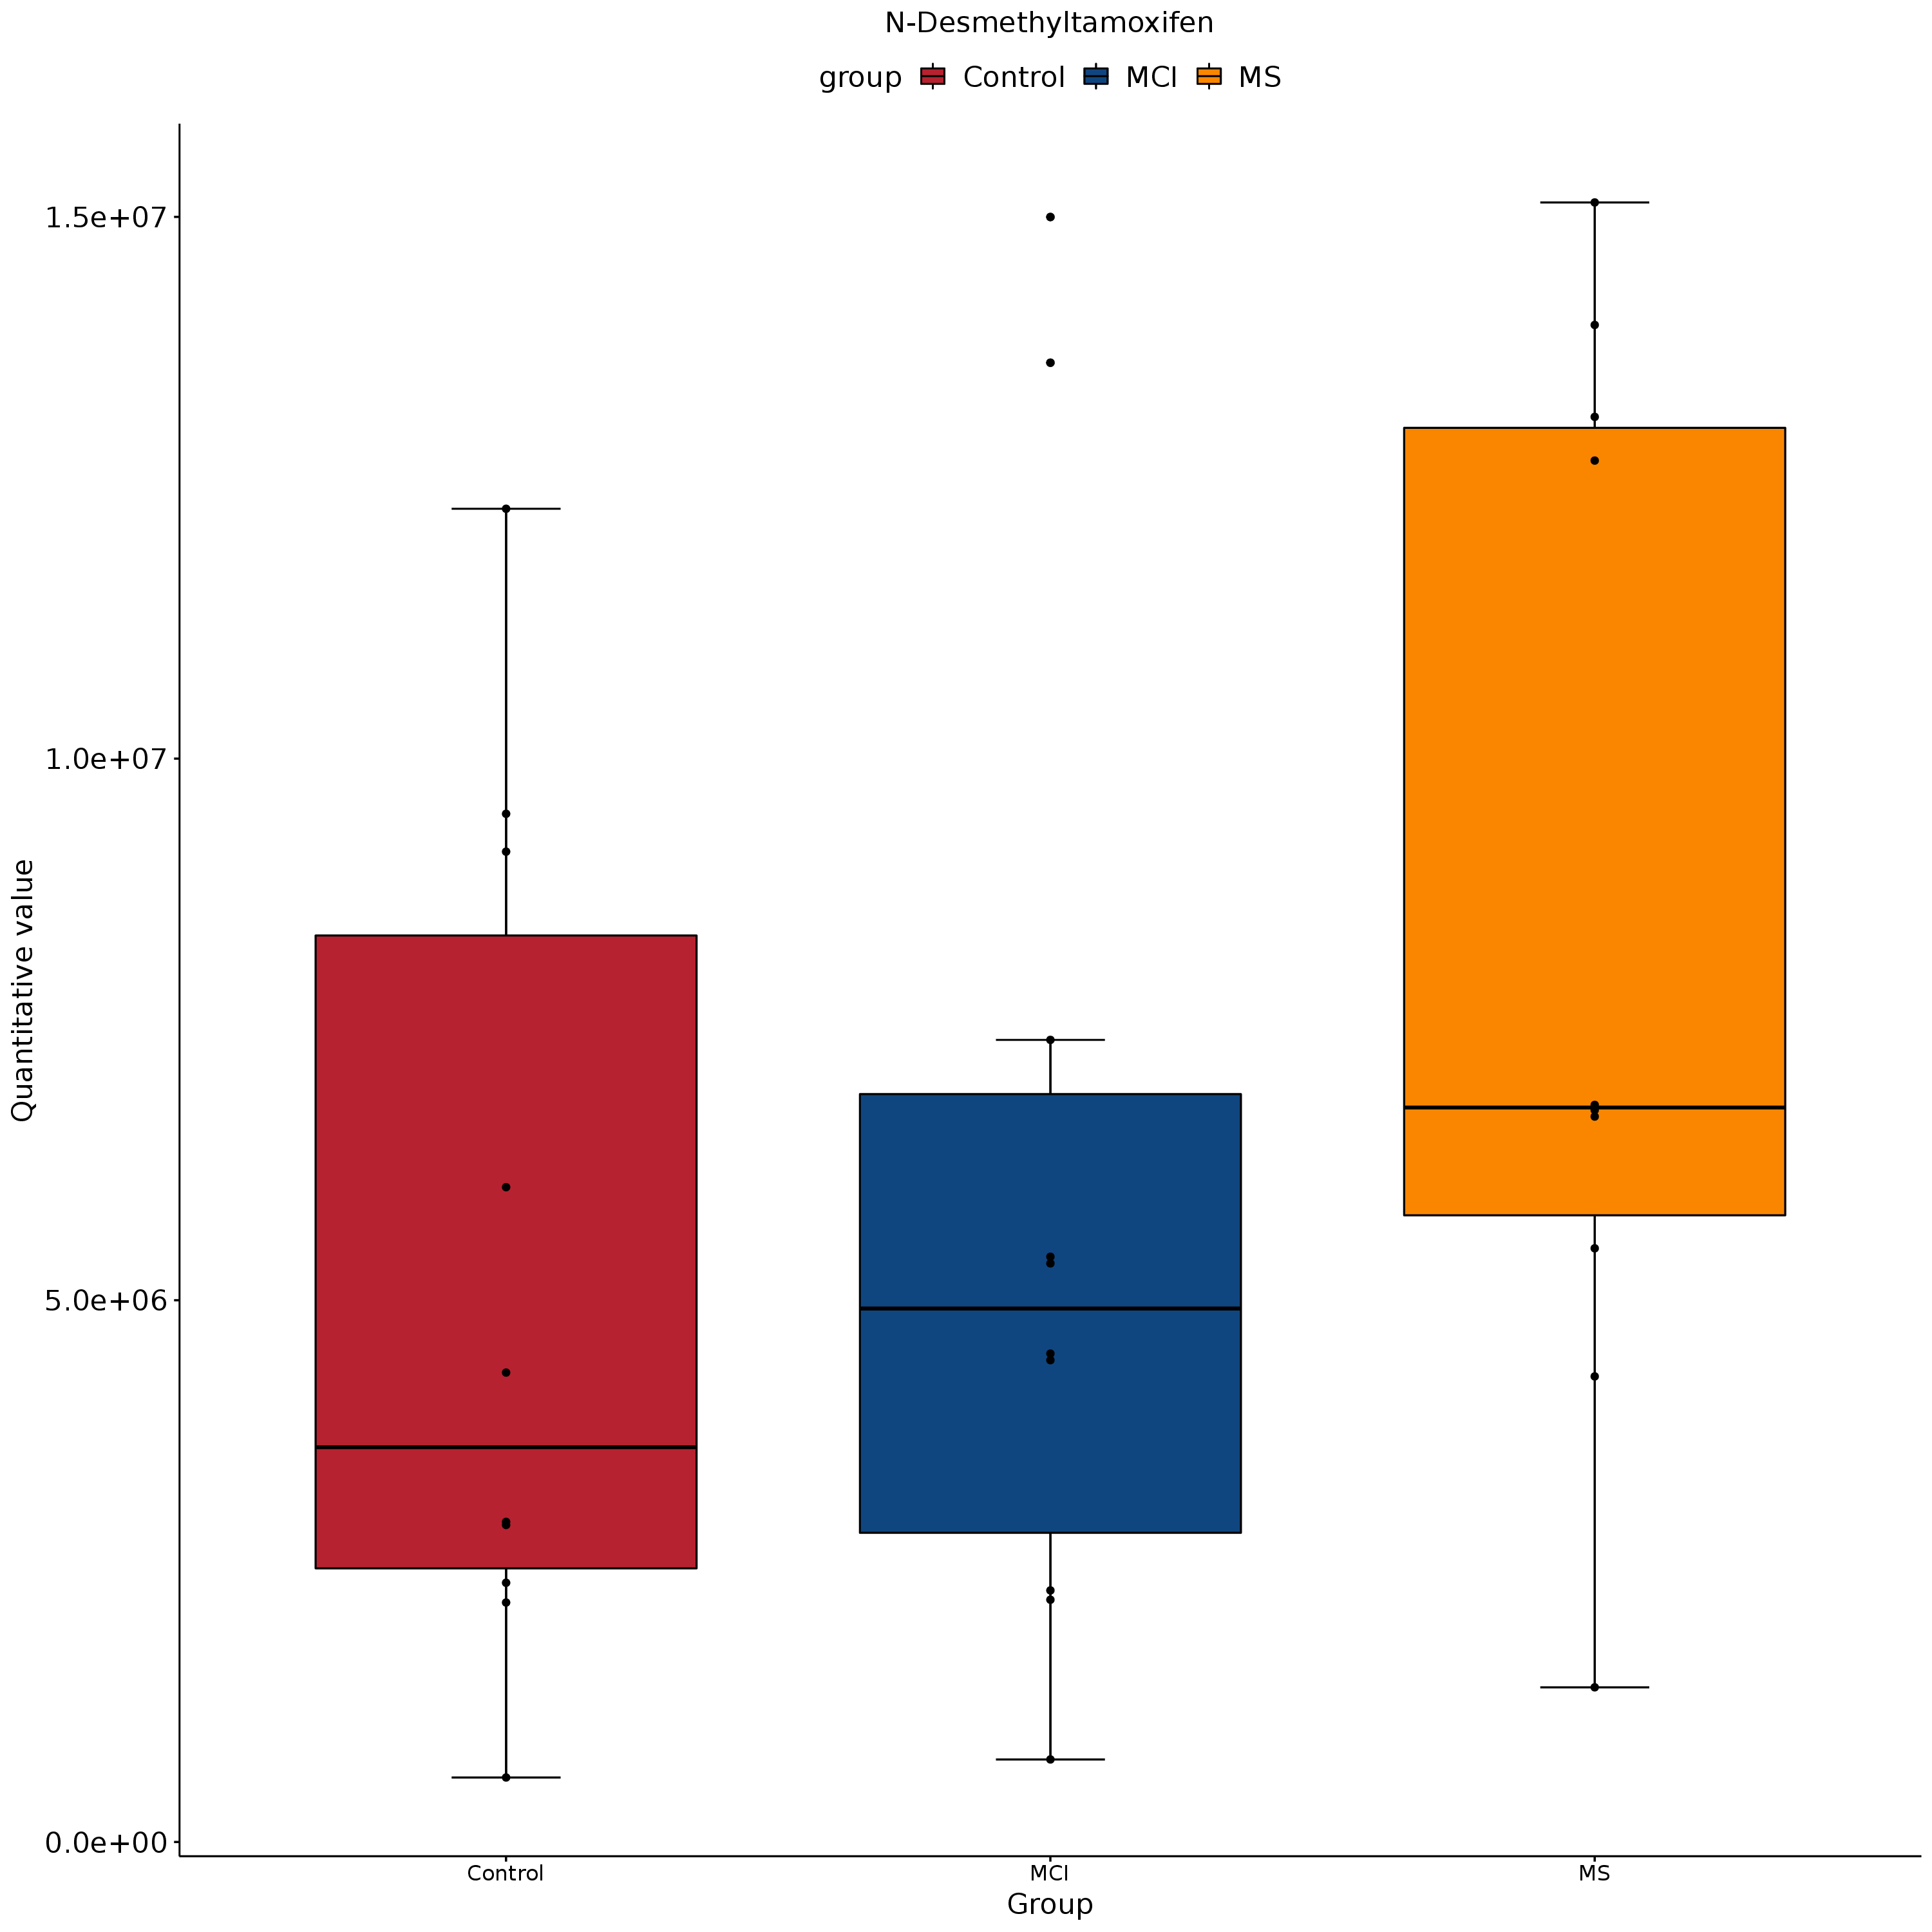 N-Desmethyltamoxifen
group Control MCI MS
1.5e+07
1.0e+07
5.0e+06
0.0e+00
Quantitative value
Control MCI MS
Group